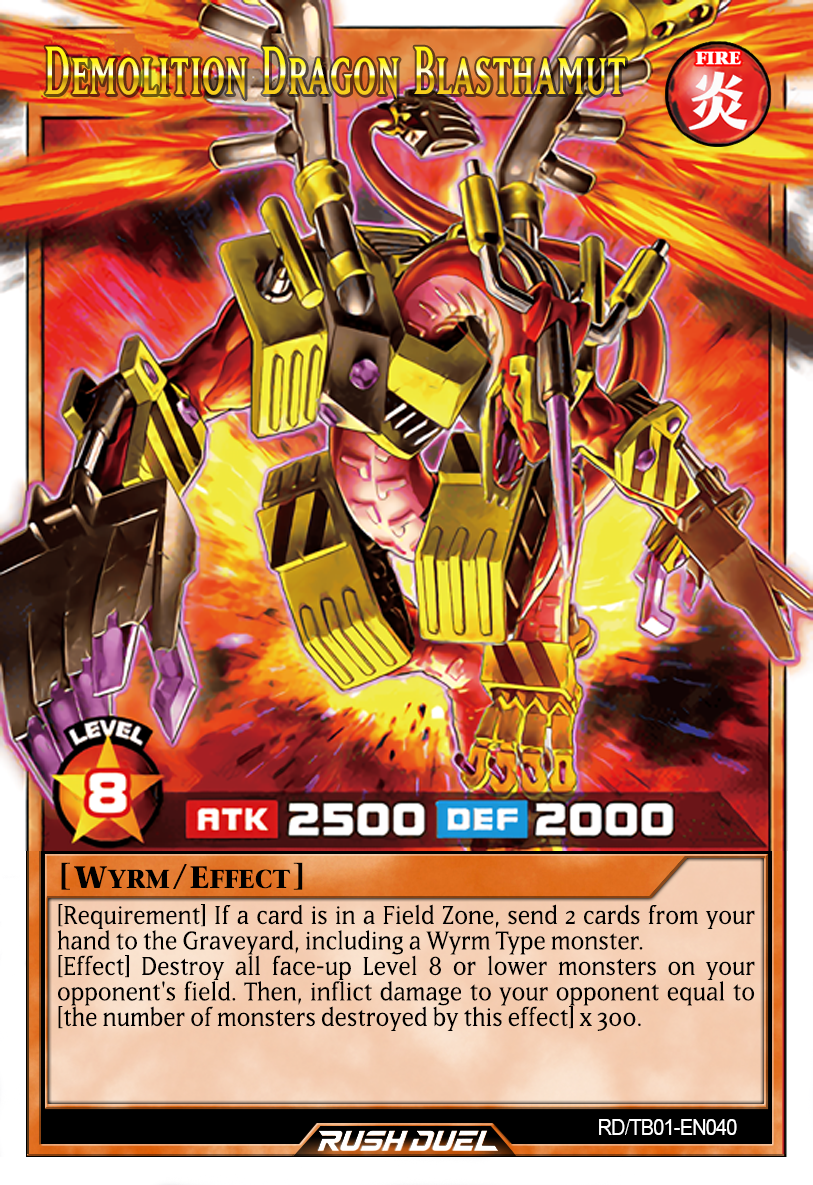 Demolition Dragon Blasthamut
FIRE
炎
LEVEL
8
ATK 2500 DEF 2000
[Wyrm/Effect]
[Requirement] If a card is in a Field Zone, send 2 cards from your
hand to the Graveyard, including a Wyrm Type monster.
[Effect] Destroy all face-up Level 8 or lower monsters on your
opponent's field. Then, inflict damage to your opponent equal to
[the number of monsters destroyed by this effect] x 300.
RD/TB01-EN040
RUSH DUEL